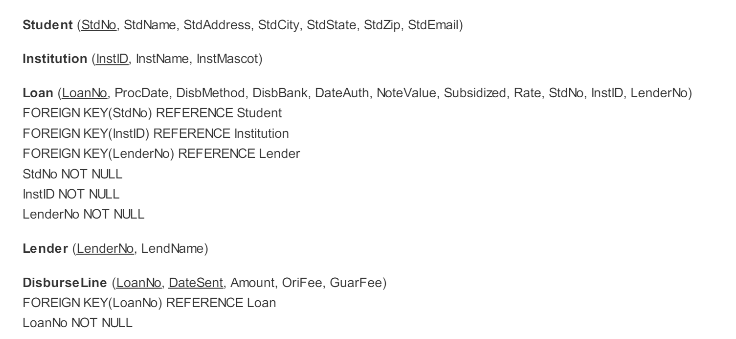 Student (StdNo, StdName, StdAddress, StdCity, StdState, StdZip, StdEmail)
Institution (InstID, InstName, InstMascot)
Loan (LoanNo, ProcDate, DisbMethod, DisbBank, DateAuth, NoteValue, Subsidized, Rate, StdNo, InstID, LenderNo)
FOREIGN KEY(StdNo) REFERENCE Student
FOREIGN KEY(InstID) REFERENCE Institution
FOREIGN KEY(LenderNo) REFERENCE Lender
StdNo NOT NULL
InstID NOT NULL
LenderNo NOT NULL
Lender (LenderNo, LendName)
DisburseLine (LoanNo, DateSent, Amount, OriFee, GuarFee)
FOREIGN KEY(LoanNo) REFERENCE Loan
LoanNo NOT NULL